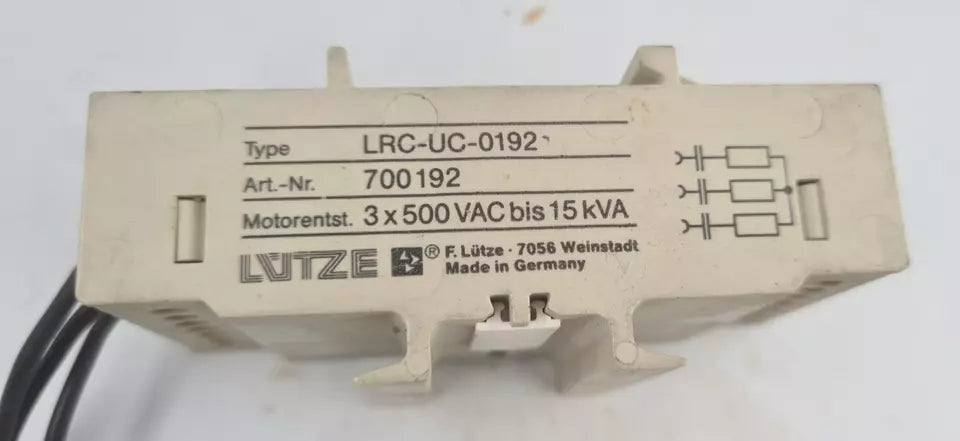 Type LRC-UC-0192
Art.-Nr. 700192
Motorentst. 3 x 500 VAC bis 15 kVA
LÜTZE ® F. Lütze · 7056 Weinstadt
Made in Germany